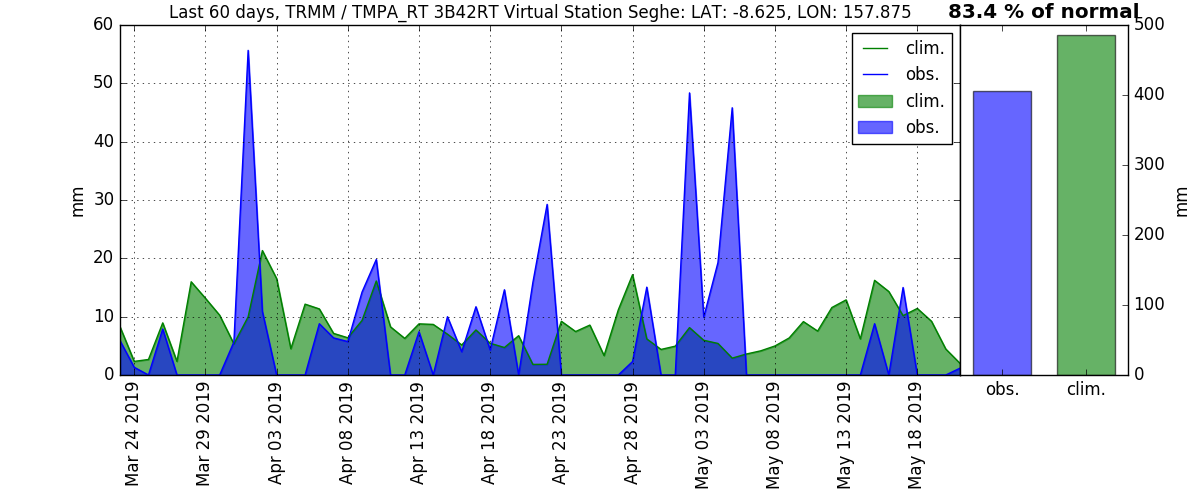 Last 60 days, TRMM / TMPA_RT 3B42RT Virtual Station Seghe: LAT: -8.625, LON: 157.875
83.4 % of normal
60
50
40
30
20
10
0
mm
clim.
obs.
clim.
obs.
500
400
300
200
100
0
mm
Mar 24 2019
Mar 29 2019
Apr 03 2019
Apr 08 2019
Apr 13 2019
Apr 18 2019
Apr 23 2019
Apr 28 2019
May 03 2019
May 08 2019
May 13 2019
May 18 2019
obs.
clim.